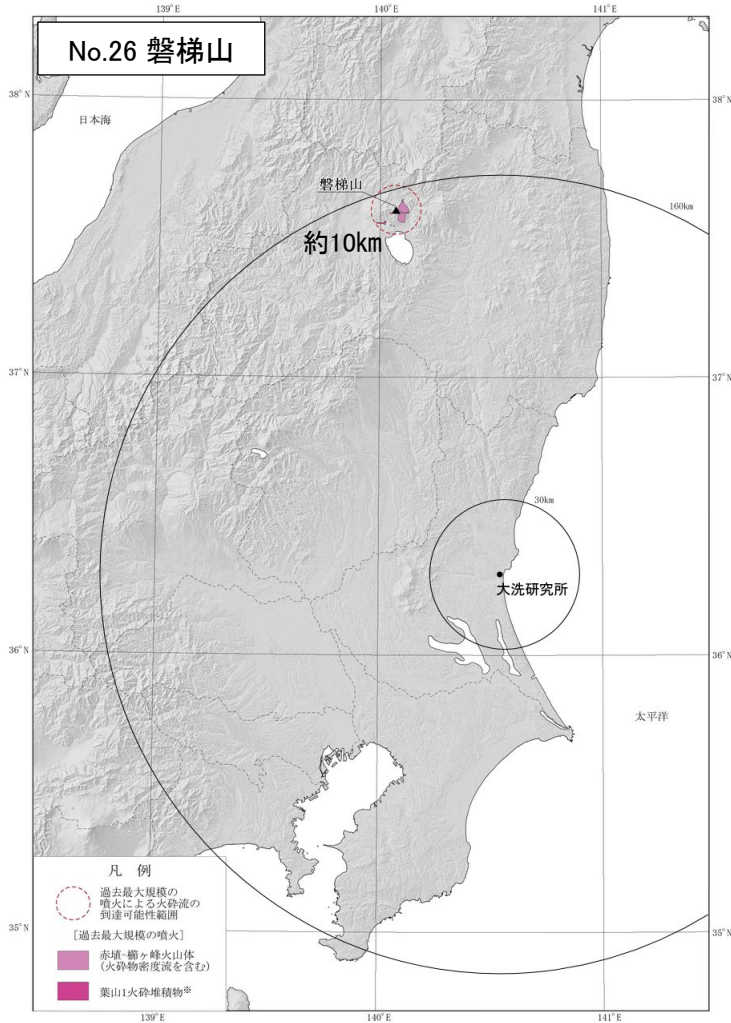 139°E
140°E
141°E
No.26 磐梯山
38°N
38°N
日本海
磐梯山
160km
約10km
37°N
37°N
30km
大洗研究所
36°N
36°N
太平洋
凡 例
過去最大規模の
噴火による火砕流の
到達可能性範囲
[過去最大規模の噴火]
赤埴-櫛ヶ峰火山体
(火砕物密度流を含む)
葉山1火砕堆積物※
35°N
35°N
139°E
140°E
141°E